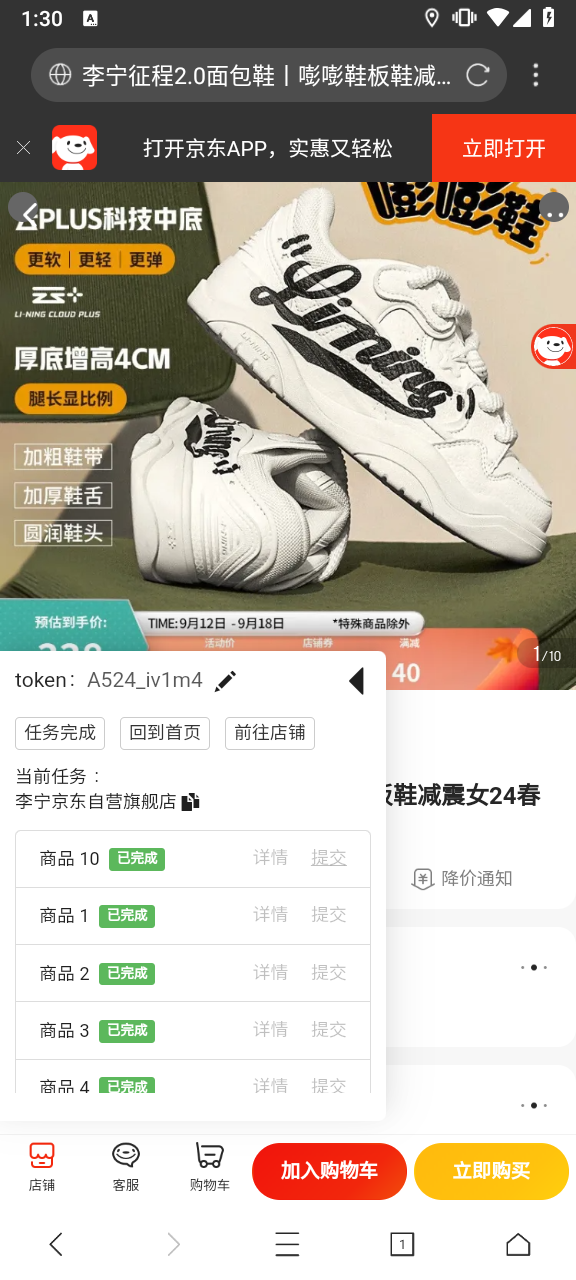 1:30
A
李宁征程2.0面包鞋丨嘭嘭鞋板鞋减...
打开京东APP，实惠又轻松
立即打开
PLUS科技中底
嘭嘭鞋
更软｜更轻｜更弹
LI-NING CLOUD PLUS
厚底增高4CM
腿长显比例
加粗鞋带
加厚鞋舌
圆润鞋头
Lining
预估到手价:
TIME:9月12日 -9月18日
*特殊商品除外
活动价
店铺券
满减
40
1/10
token： A524_iv1m4
任务完成
回到首页
前往店铺
当前任务：
李宁京东自营旗舰店
板鞋减震女24春
商品 10 已完成 详情 提交
降价通知
商品 1 已完成 详情 提交
商品 2 已完成 详情 提交
商品 3 已完成 详情 提交
商品 4 已完成 详情 提交
店铺
客服
购物车
加入购物车
立即购买
1